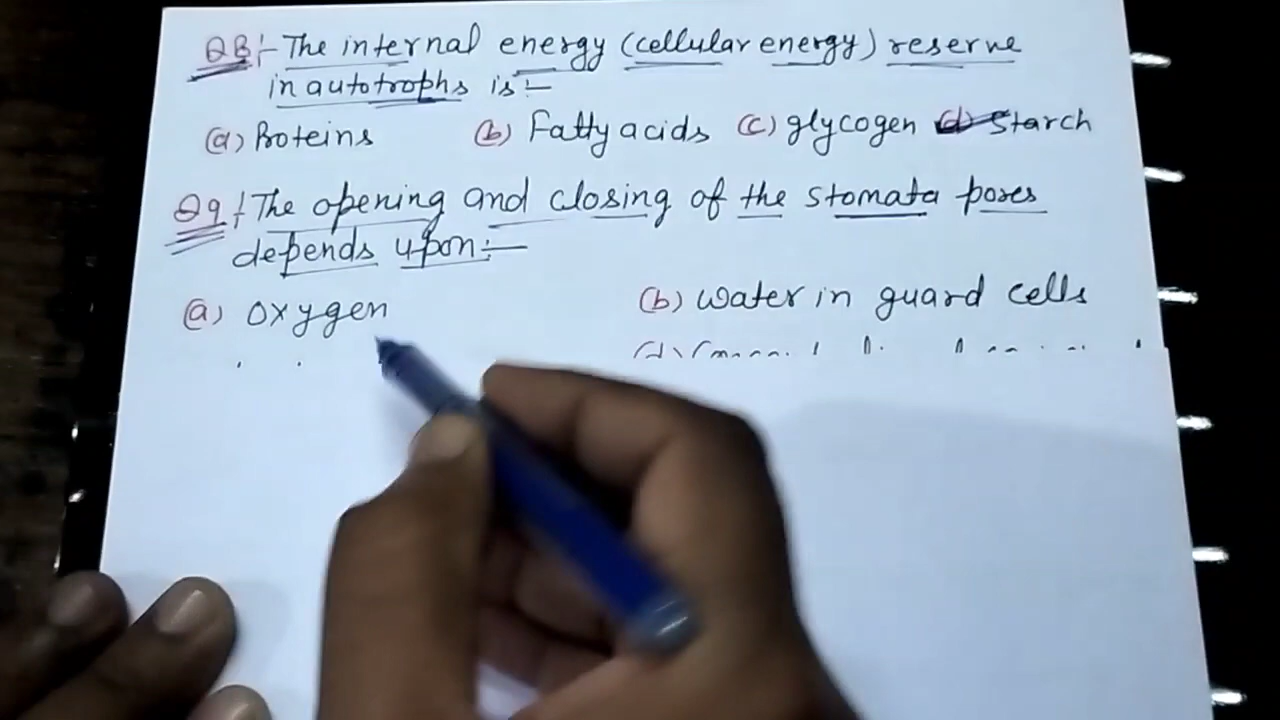 Q8:- The internal energy (cellular energy) reserve
in autotrophs is:-
(a) Proteins (b) Fatty acids (c) glycogen (d) Starch
Q9:- The opening and closing of the stomata pores
depends upon:-
(a) Oxygen (b) Water in guard cells